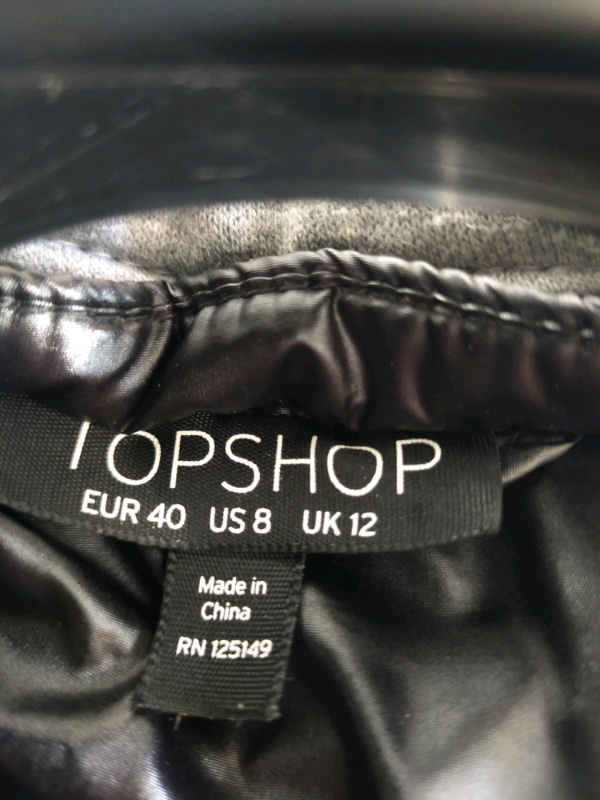 TOPSHOP
EUR 40 US 8 UK 12
Made in
China
RN 125149